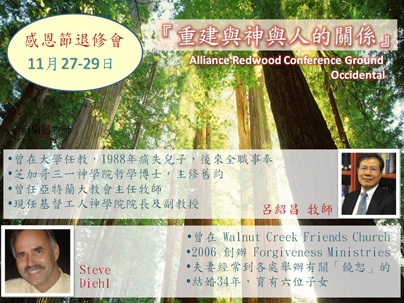 感恩節退修會
11月27-29日
『重建與神與人的關係』
Alliance Redwood Conference Ground
Occidental
•曾在大學任教，1988年痛失兒子，後來全職事奉
•芝加哥三一神學院哲學博士，主修舊約
•曾任亞特蘭大教會主任牧師
•現任基督工人神學院院長及副教授
呂紹昌 牧師
Steve
Diehl
•曾在 Walnut Creek Friends Church
•2006 創辦 Forgiveness Ministries
•夫妻經常到各處舉辦有關「饒恕」的
•結婚34年，育有六位子女